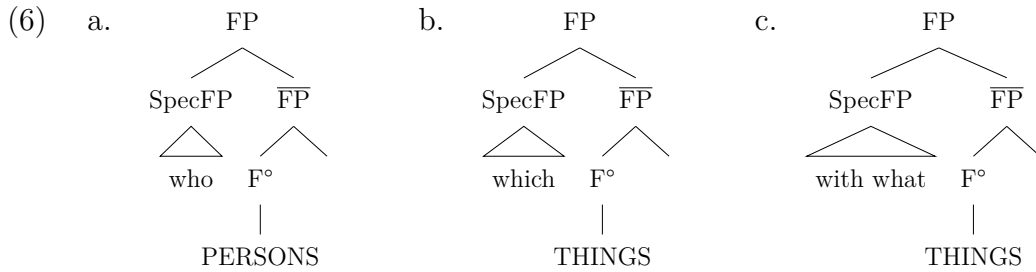 (6) a. FP b. FP c. FP
SpecFP F̅P̅ SpecFP F̅P̅ SpecFP F̅P̅
who F° which F° with what F°
PERSONS THINGS THINGS